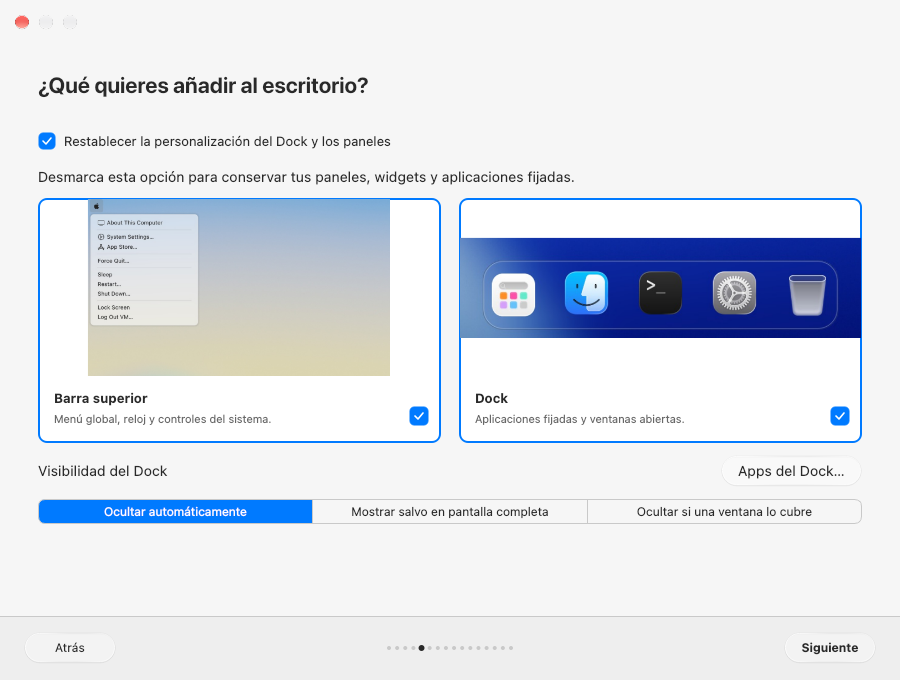 ¿Qué quieres añadir al escritorio?
Restablecer la personalización del Dock y los paneles
Desmarca esta opción para conservar tus paneles, widgets y aplicaciones fijadas.
About This Computer
System Settings...
App Store...
Force Quit...
Sleep
Restart...
Shut Down...
Lock Screen
Log Out VM...
>_
Barra superior
Menú global, reloj y controles del sistema.
Dock
Aplicaciones fijadas y ventanas abiertas.
Visibilidad del Dock
Apps del Dock...
Ocultar automáticamente
Mostrar salvo en pantalla completa
Ocultar si una ventana lo cubre
Atrás
Siguiente